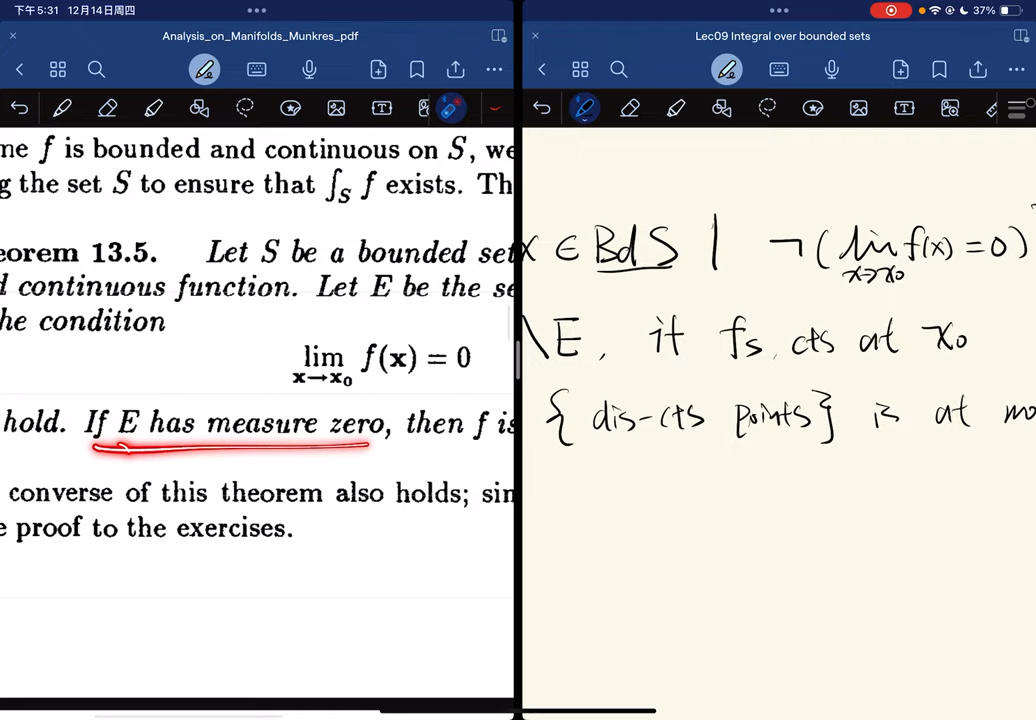 下午5:31 12月14日周四
37%
Analysis_on_Manifolds_Munkres_pdf
Lec09 Integral over bounded sets
me f is bounded and continuous on S, we
g the set S to ensure that ∫_S f exists. Th
eorem 13.5. Let S be a bounded set
d continuous function. Let E be the se
he condition
lim f(x) = 0
x→x₀
hold. If E has measure zero, then f is
converse of this theorem also holds; sin
e proof to the exercises.
x ∈ Bd S | ¬(lim f(x) = 0)
x→x₀
\E, if fs, cts at x₀
{dis-cts points} is at mo